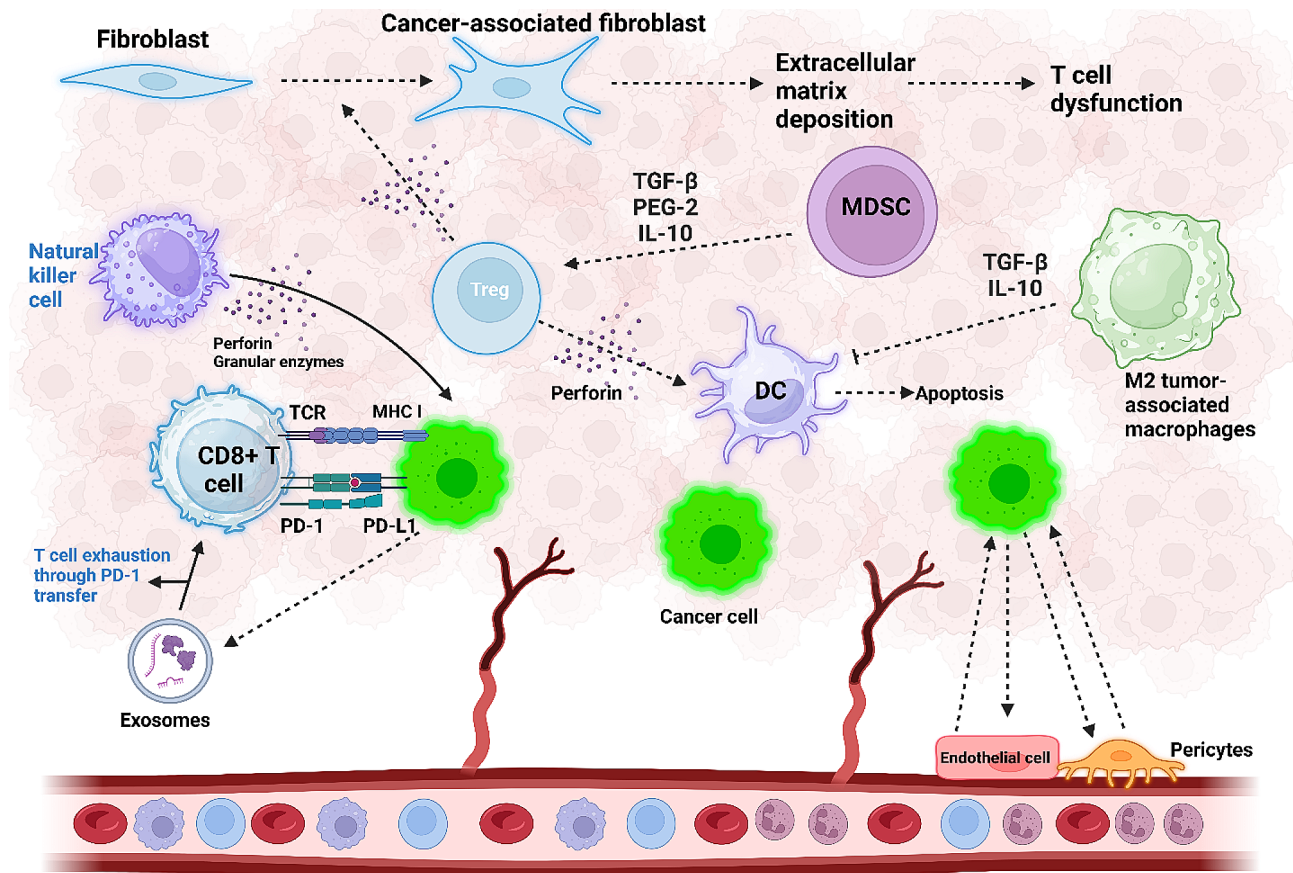 Fibroblast
Cancer-associated fibroblast
Extracellular
matrix
deposition
T cell
dysfunction
TGF-β
PEG-2
IL-10
MDSC
Natural
killer
cell
Treg
TGF-β
IL-10
Perforin
Granular enzymes
Perforin
DC
Apoptosis
M2 tumor-
associated
macrophages
TCR
MHC I
CD8+ T
cell
PD-1
PD-L1
T cell exhaustion
through PD-1
transfer
Cancer cell
Exosomes
Endothelial cell
Pericytes